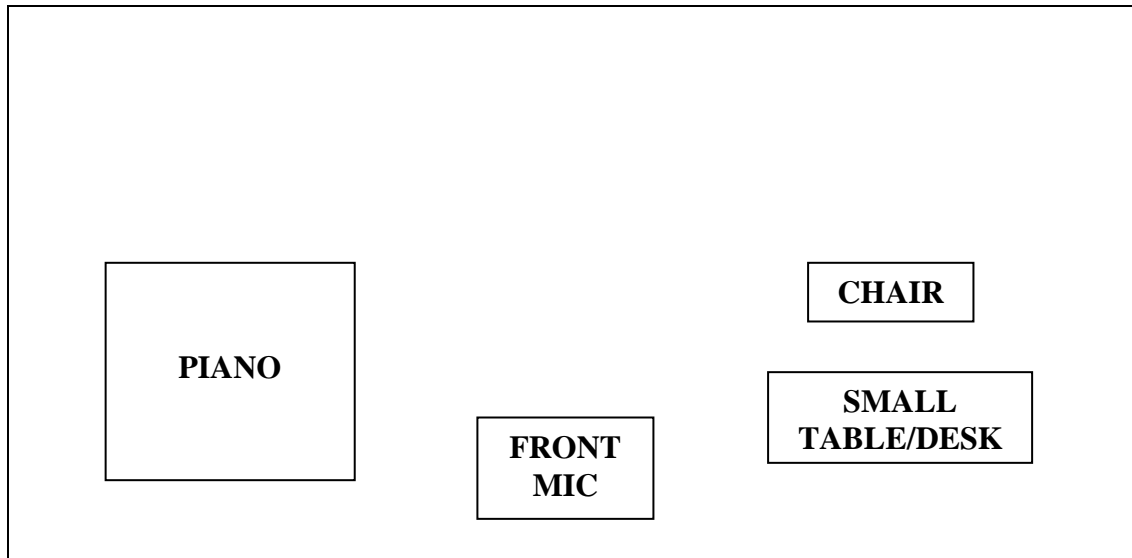 CHAIR
PIANO
SMALL
TABLE/DESK
FRONT
MIC